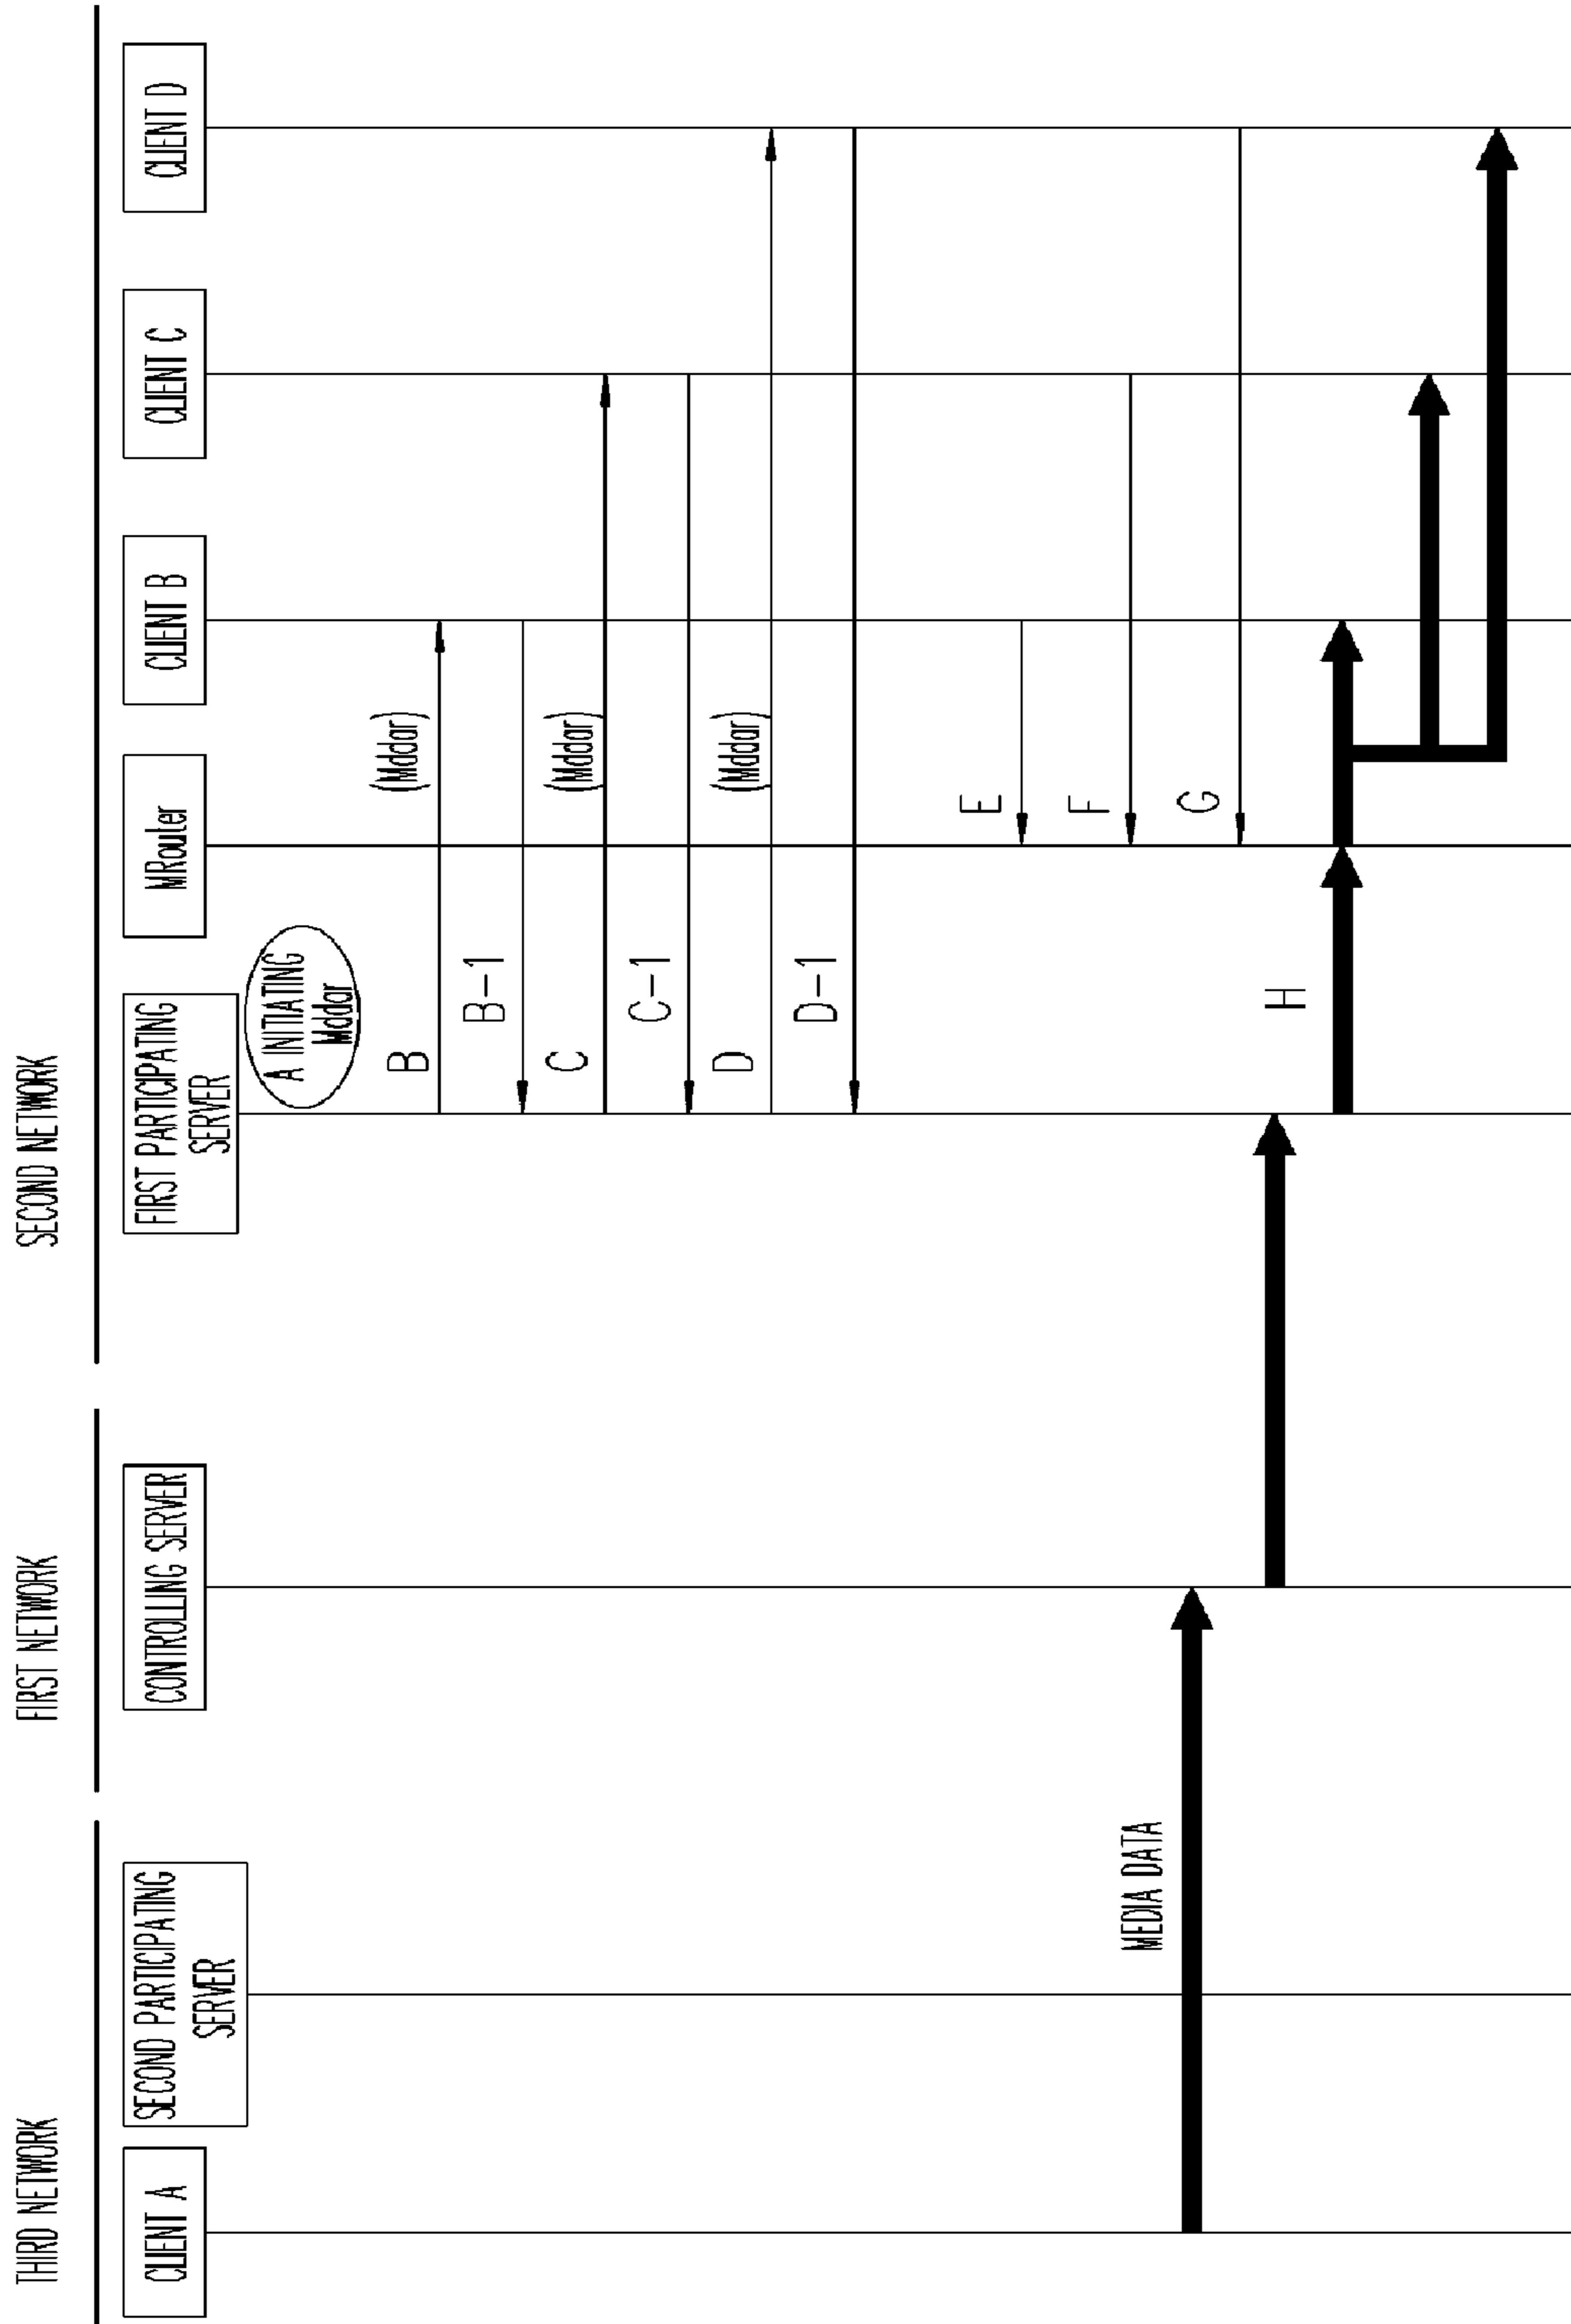 THIRD NETWORK
FIRST NETWORK
SECOND NETWORK
CLIENT A
SECOND PARTICIPATING
SERVER
CONTROLLING SERVER
FIRST PARTICIPATING
SERVER
MRouter
CLIENT B
CLIENT C
CLIENT D
A INITIATING
Mddar
B
(Mddar)
B-1
C
(Mddar)
C-1
D
(Mddar)
D-1
E
F
G
MEDIA DATA
H